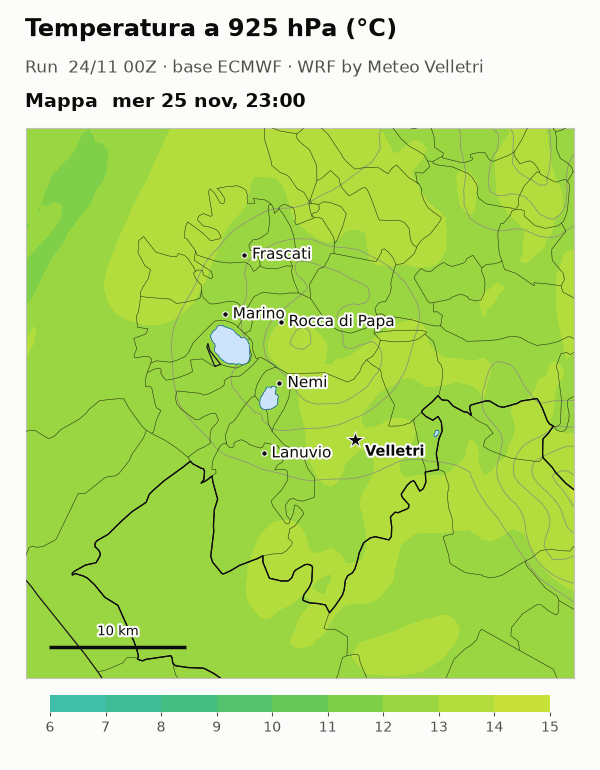 Temperatura a 925 hPa (°C)
Run  24/11 00Z · base ECMWF · WRF by Meteo Velletri
Mappa  mer 25 nov, 23:00
Frascati
Marino
Rocca di Papa
Nemi
Velletri
Lanuvio
10 km
6 7 8 9 10 11 12 13 14 15